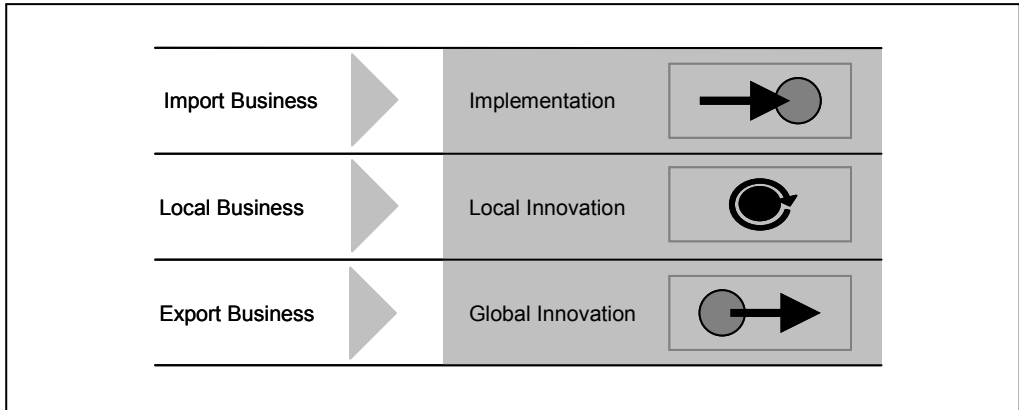 Import Business
Implementation
Local Business
Local Innovation
Export Business
Global Innovation